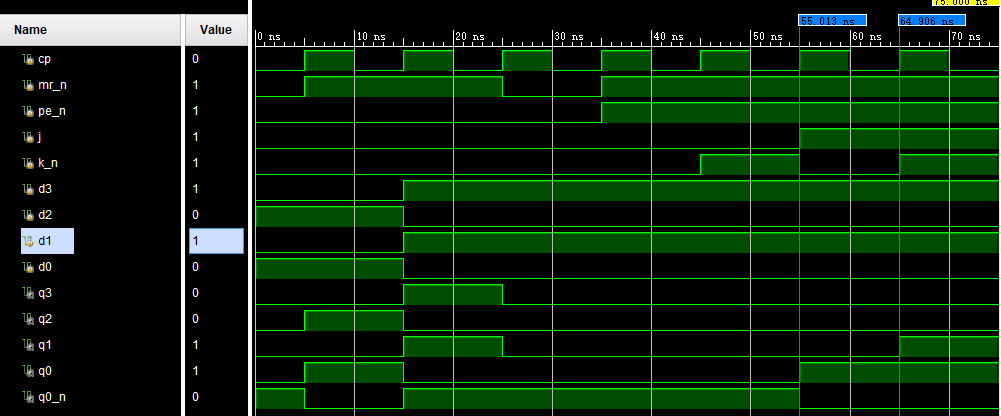 75.000 ns
55.013 ns 64.906 ns
Name Value
0 ns 10 ns 20 ns 30 ns 40 ns 50 ns 60 ns 70 ns
cp 0
mr_n 1
pe_n 1
j 1
k_n 1
d3 1
d2 0
d1 1
d0 0
q3 0
q2 0
q1 1
q0 1
q0_n 0